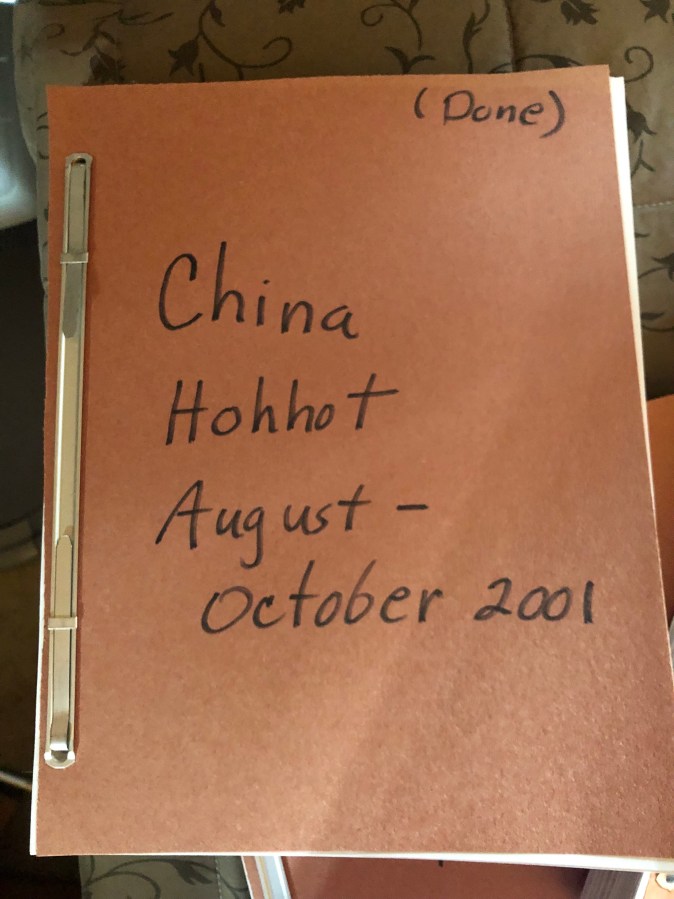 (Done)
China
Hohhot
August -
October 2001